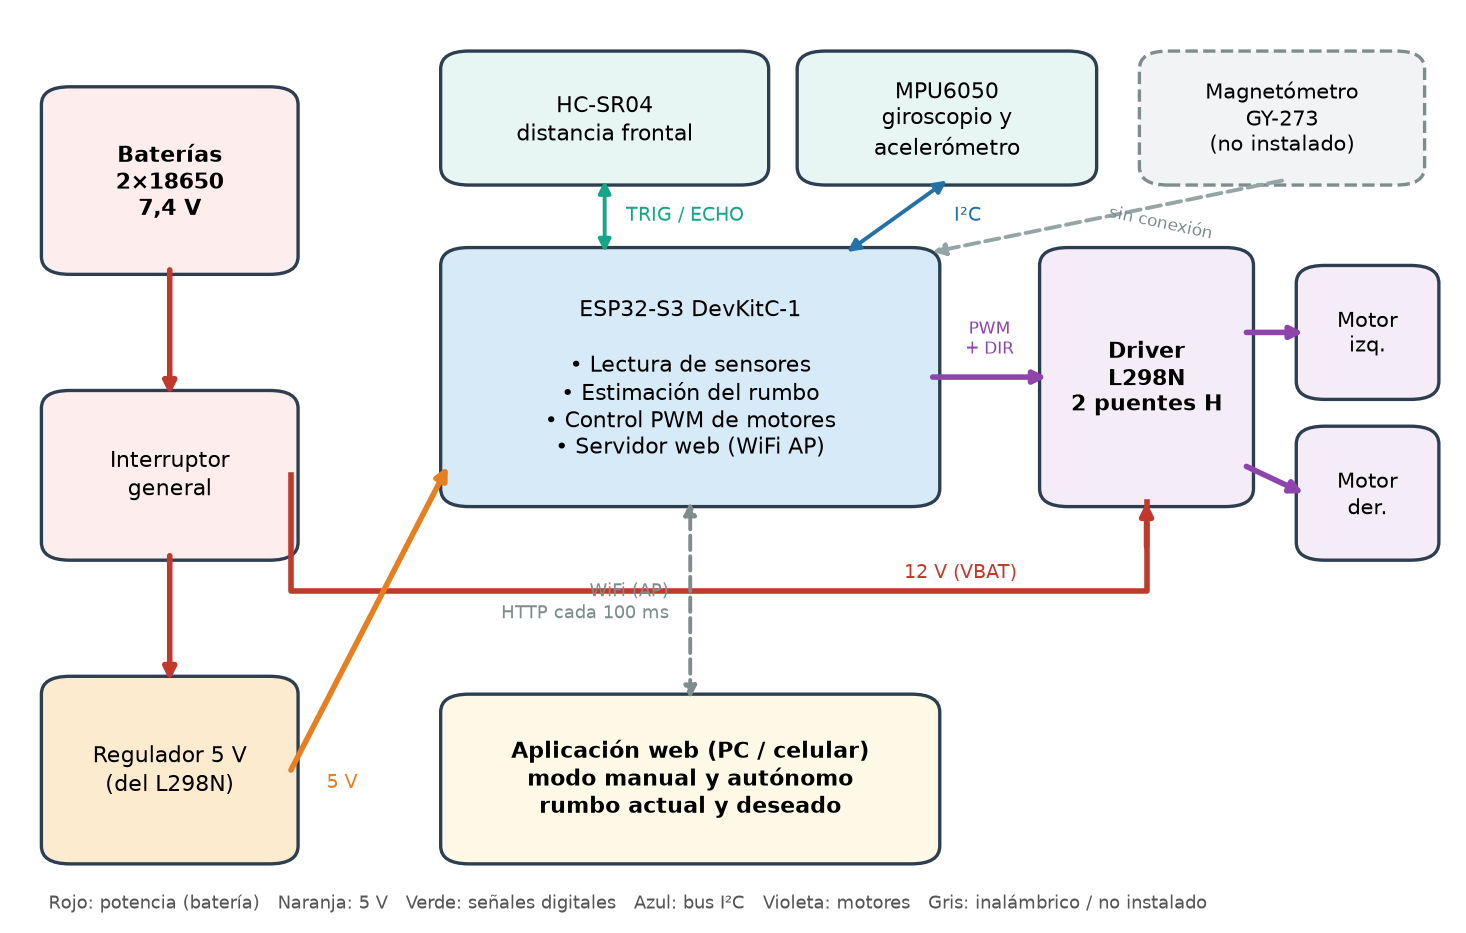 Baterías
2×18650
7,4 V
HC-SR04
distancia frontal
MPU6050
giroscopio y
acelerómetro
Magnetómetro
GY-273
(no instalado)
TRIG / ECHO
I²C
sin conexión
Interruptor
general
ESP32-S3 DevKitC-1
• Lectura de sensores
• Estimación del rumbo
• Control PWM de motores
• Servidor web (WiFi AP)
PWM
+ DIR
Driver
L298N
2 puentes H
Motor
izq.
Motor
der.
12 V (VBAT)
WiFi (AP)
HTTP cada 100 ms
Regulador 5 V
(del L298N)
5 V
Aplicación web (PC / celular)
modo manual y autónomo
rumbo actual y deseado
Rojo: potencia (batería)   Naranja: 5 V   Verde: señales digitales   Azul: bus I²C   Violeta: motores   Gris: inalámbrico / no instalado